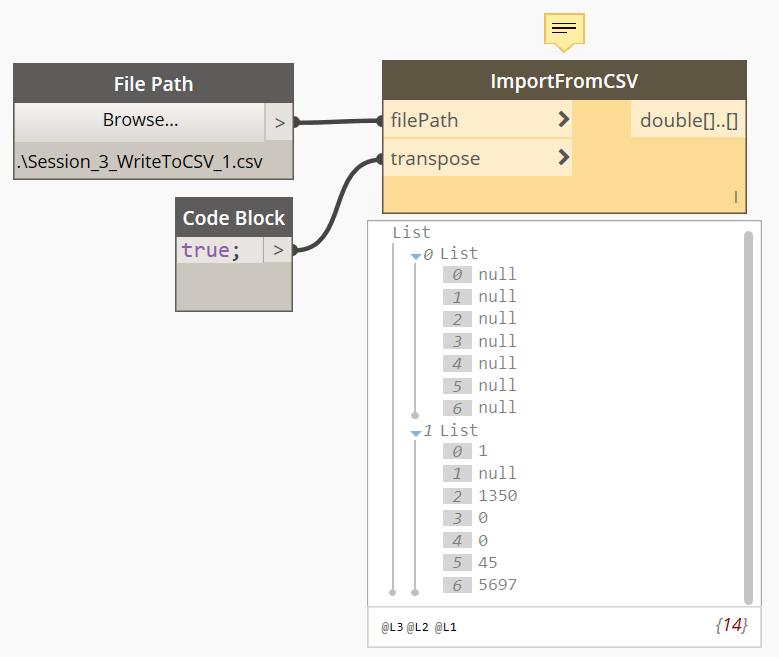 File Path
Browse...
>
.\Session_3_WriteToCSV_1.csv
Code Block
true;
>
ImportFromCSV
filePath
double[]..[]
transpose
l
List
0 List
0 null
1 null
2 null
3 null
4 null
5 null
6 null
1 List
0 1
1 null
2 1350
3 0
4 0
5 45
6 5697
@L3 @L2 @L1
{14}